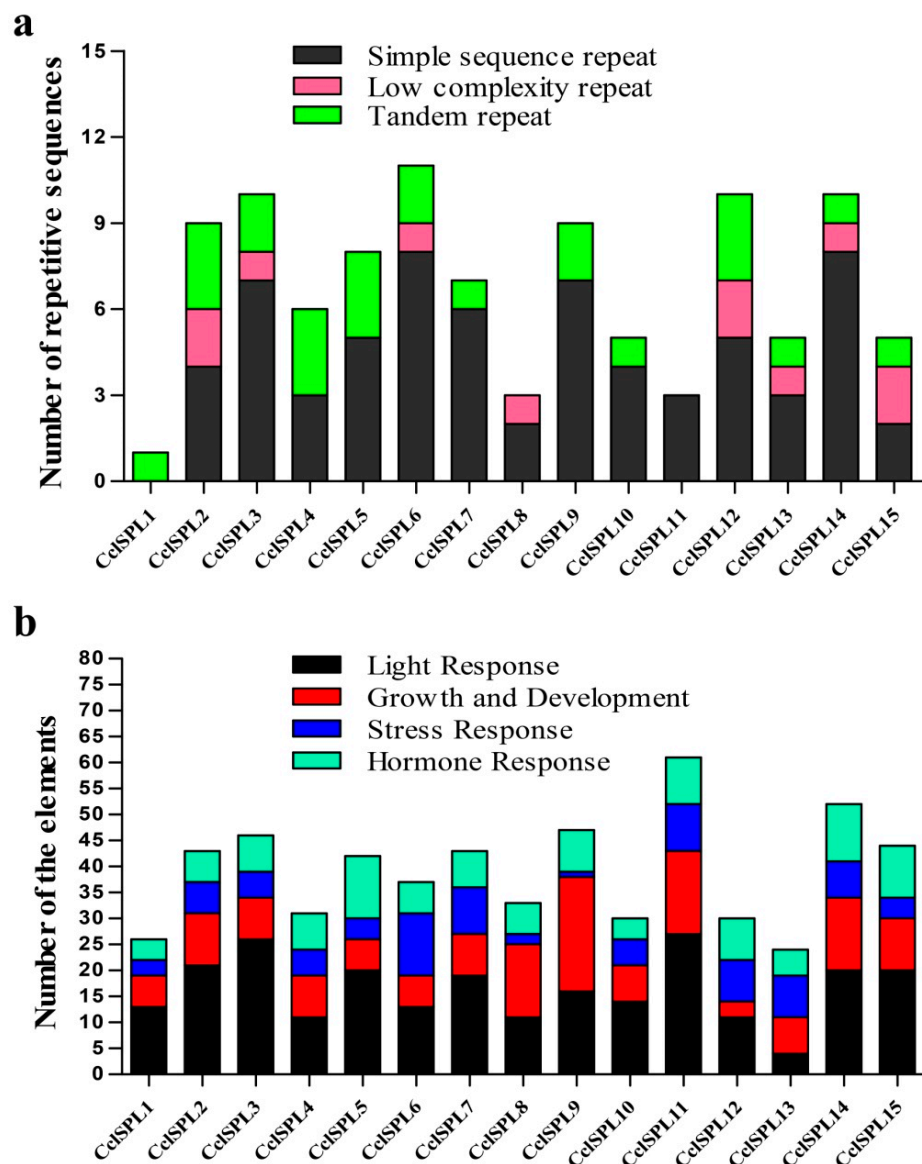 a
Simple sequence repeat
Low complexity repeat
Tandem repeat
Number of repetitive sequences
15
12
9
6
3
0
CclSPL1
CclSPL2
CclSPL3
CclSPL4
CclSPL5
CclSPL6
CclSPL7
CclSPL8
CclSPL9
CclSPL10
CclSPL11
CclSPL12
CclSPL13
CclSPL14
CclSPL15
b
Light Response
Growth and Development
Stress Response
Hormone Response
Number of the elements
80
75
70
65
60
55
50
45
40
35
30
25
20
15
10
5
0
CclSPL1
CclSPL2
CclSPL3
CclSPL4
CclSPL5
CclSPL6
CclSPL7
CclSPL8
CclSPL9
CclSPL10
CclSPL11
CclSPL12
CclSPL13
CclSPL14
CclSPL15